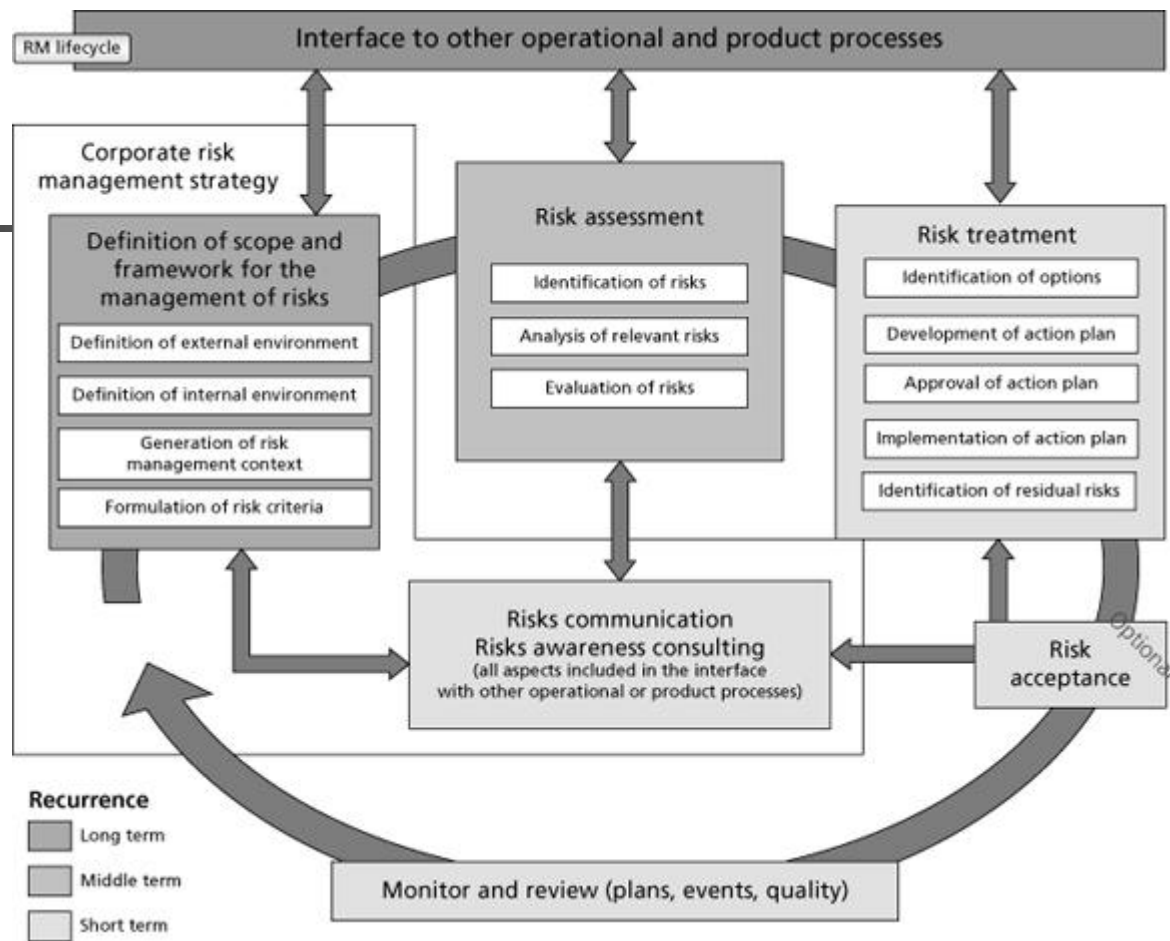 RM lifecycle
Interface to other operational and product processes
Corporate risk
management strategy
Definition of scope and
framework for the
management of risks
Definition of external environment
Definition of internal environment
Generation of risk
management context
Formulation of risk criteria
Risk assessment
Identification of risks
Analysis of relevant risks
Evaluation of risks
Risk treatment
Identification of options
Development of action plan
Approval of action plan
Implementation of action plan
Identification of residual risks
Risks communication
Risks awareness consulting
(all aspects included in the interface
with other operational or product processes)
Risk
acceptance
Optional
Recurrence
Long term
Middle term
Short term
Monitor and review (plans, events, quality)